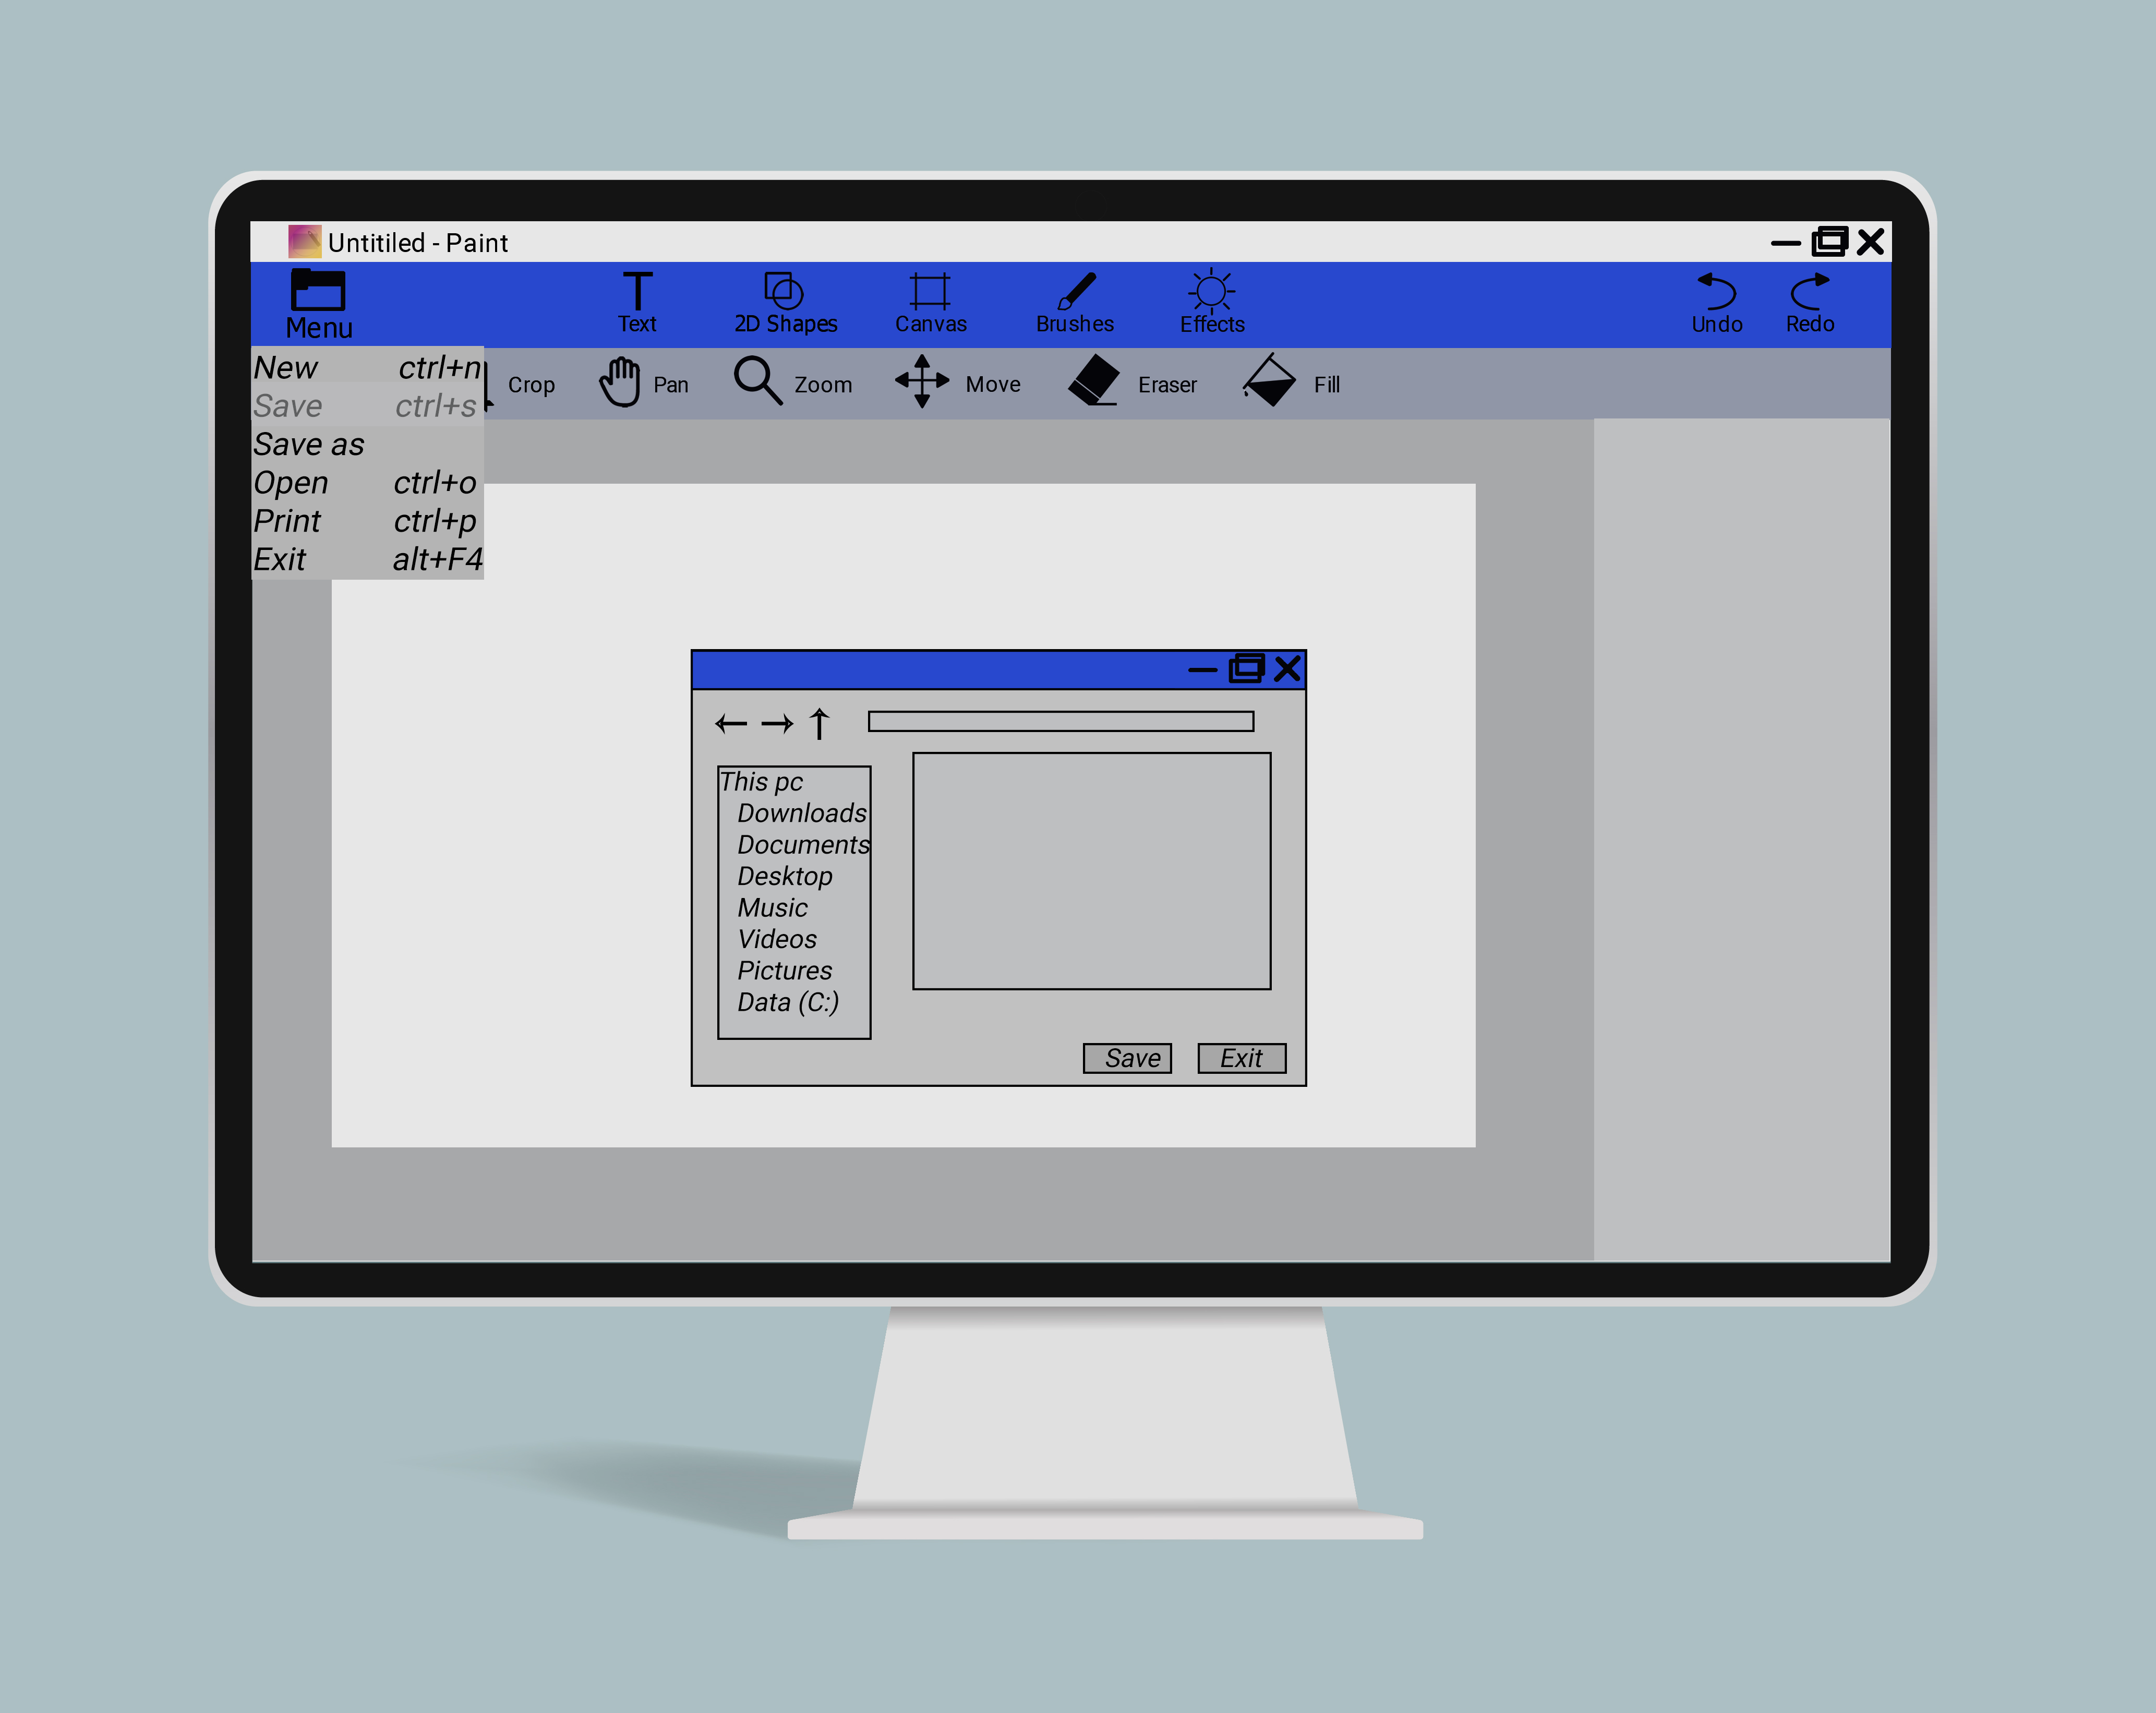 Untitiled - Paint
Menu
Text 2D Shapes Canvas Brushes Effects Undo Redo
New ctrl+n
Save ctrl+s
Save as
Open ctrl+o
Print ctrl+p
Exit alt+F4
Crop Pan Zoom Move Eraser Fill
This pc
Downloads
Documents
Desktop
Music
Videos
Pictures
Data (C:)
Save Exit